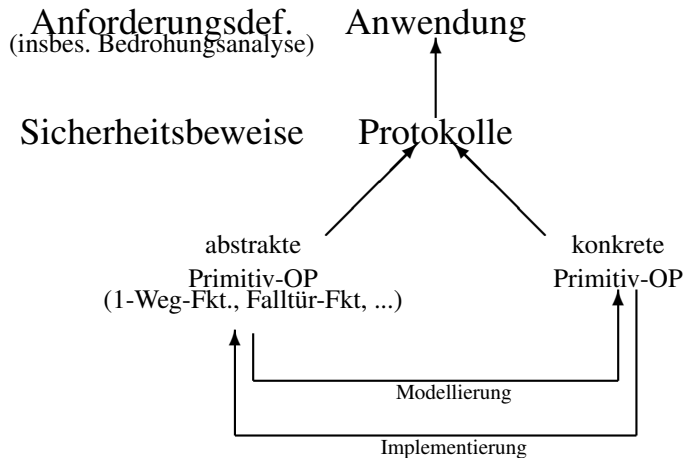 Anforderungsdef. Anwendung
(insbes. Bedrohungsanalyse)
Sicherheitsbeweise Protokolle
abstrakte konkrete
Primitiv-OP Primitiv-OP
(1-Weg-Fkt., Falltür-Fkt, ...)
Modellierung
Implementierung